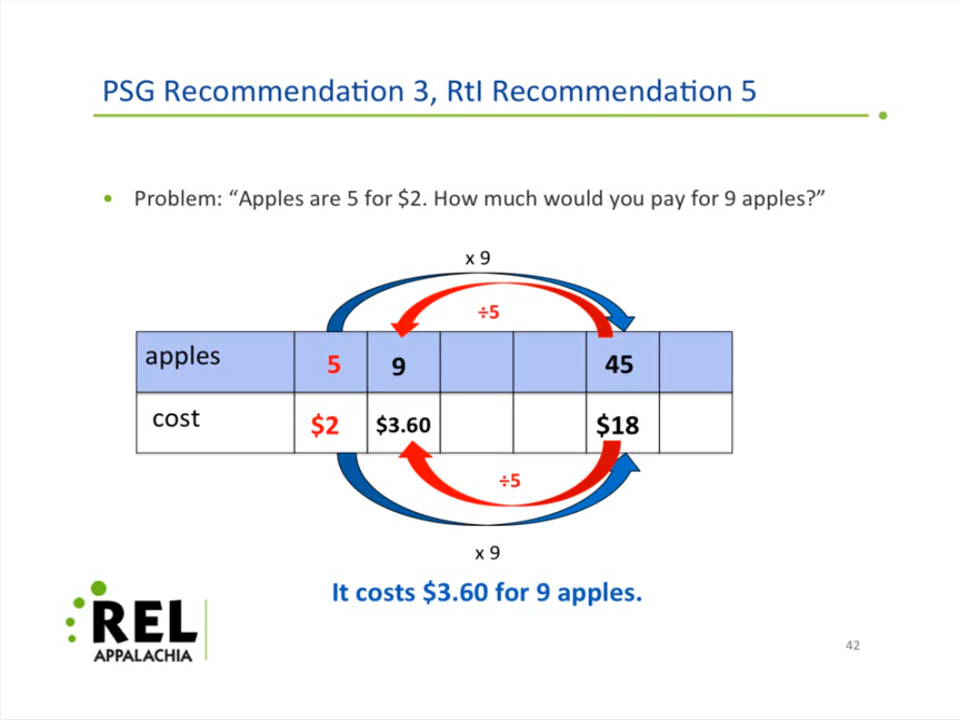 PSG Recommendation 3, RtI Recommendation 5
• Problem: “Apples are 5 for $2. How much would you pay for 9 apples?”
x 9
÷5
apples 5 9 45
cost $2 $3.60 $18
÷5
x 9
It costs $3.60 for 9 apples.
REL
APPALACHIA
42